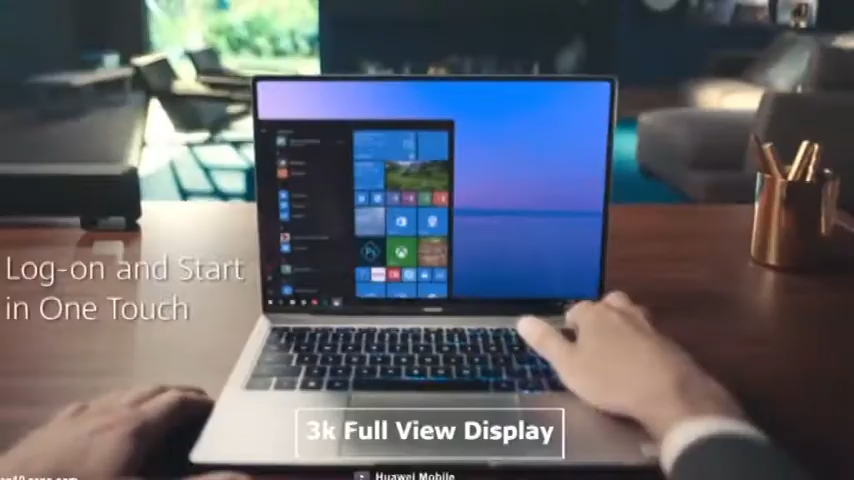 Log-on and Start
in One Touch
3k Full View Display
Huawei Mobile